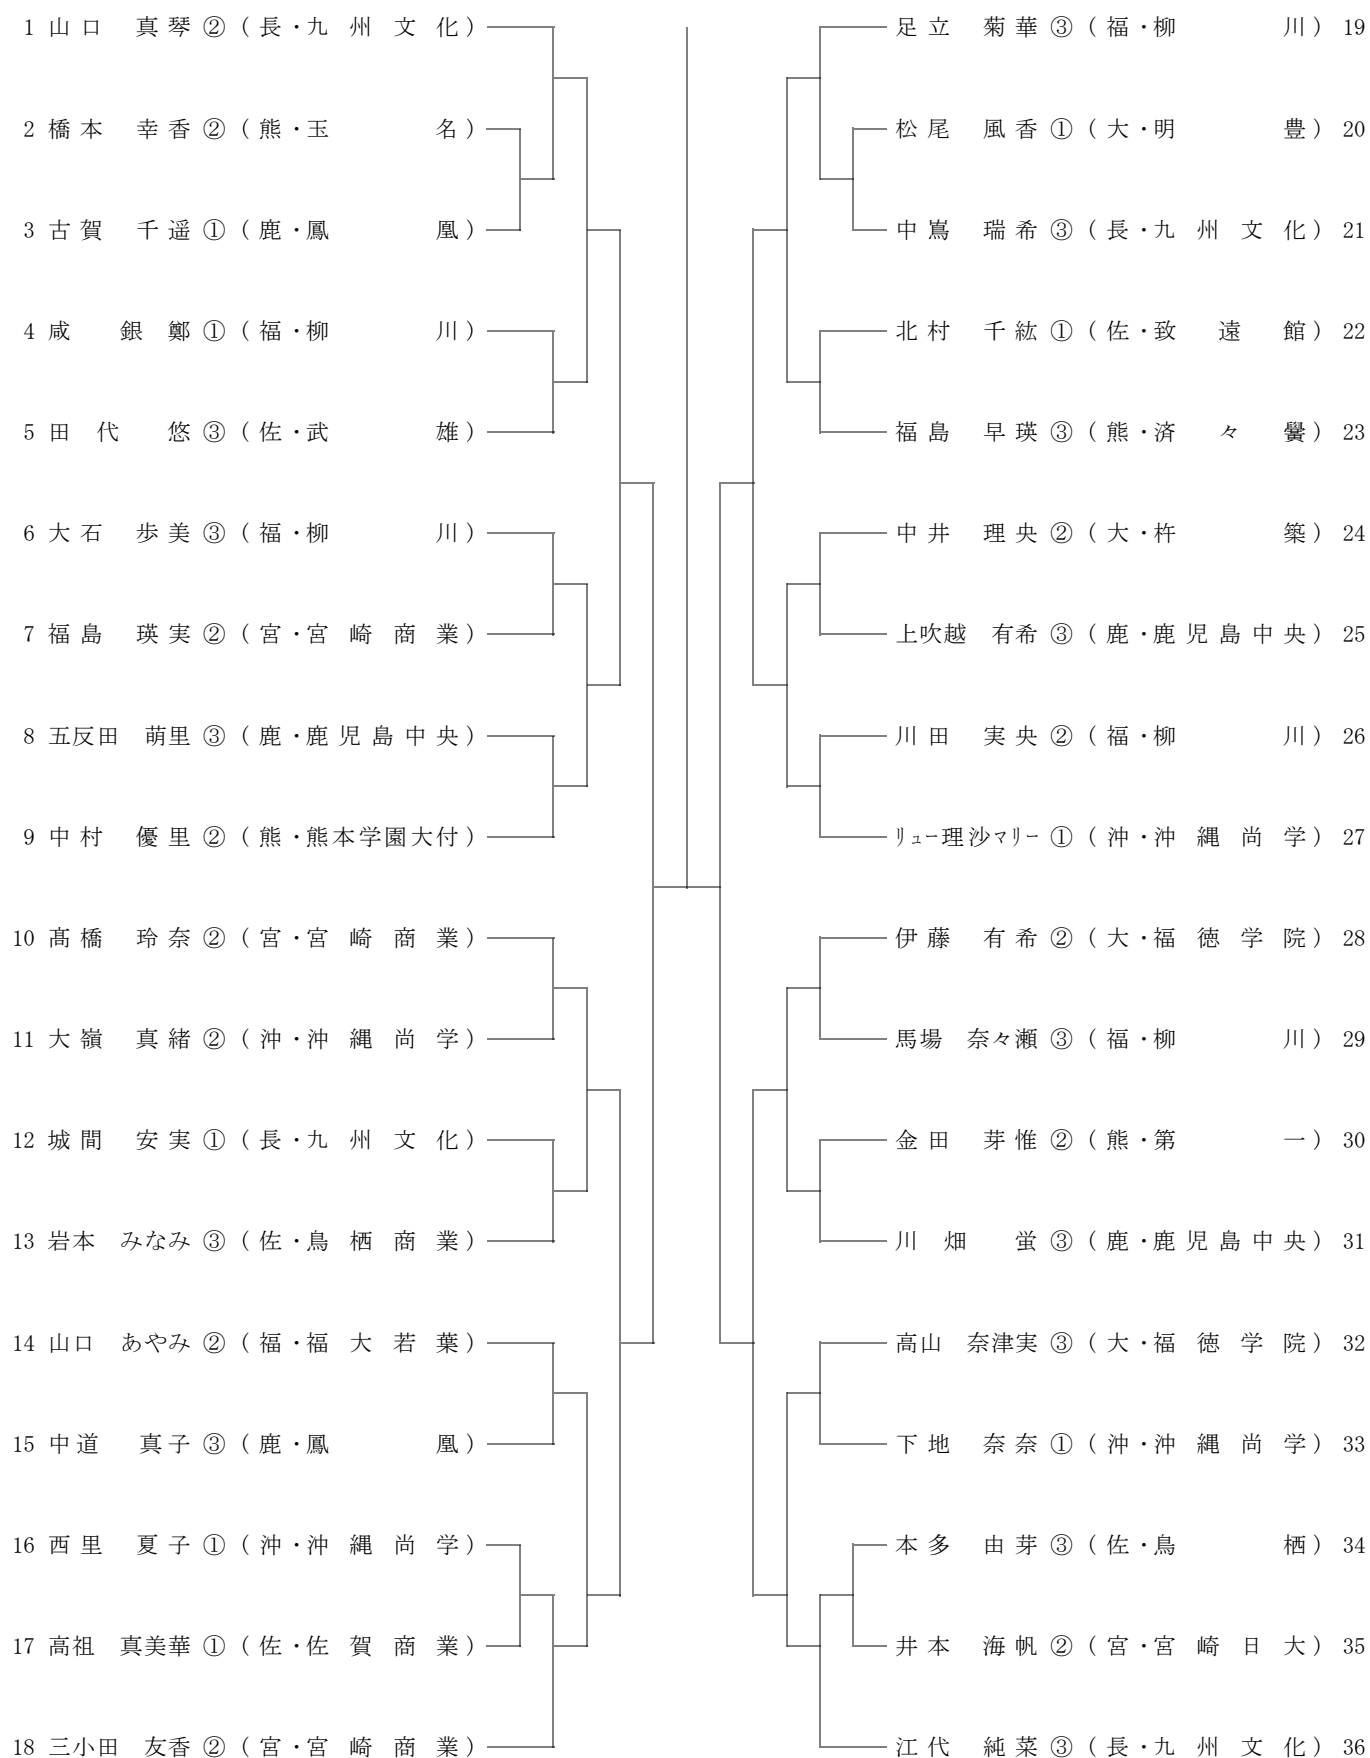 1 山口 真琴 ② (長・九州文化)
2 橋本 幸香 ② (熊・玉名)
3 古賀 千遥 ① (鹿・鳳凰)
4 咸 銀鄭 ① (福・柳川)
5 田代 悠 ③ (佐・武雄)
6 大石 歩美 ③ (福・柳川)
7 福島 瑛実 ② (宮・宮崎商業)
8 五反田 萌里 ③ (鹿・鹿児島中央)
9 中村 優里 ② (熊・熊本学園大付)
10 髙橋 玲奈 ② (宮・宮崎商業)
11 大嶺 真緒 ② (沖・沖縄尚学)
12 城間 安実 ① (長・九州文化)
13 岩本 みなみ ③ (佐・鳥栖商業)
14 山口 あやみ ② (福・福大若葉)
15 中道 真子 ③ (鹿・鳳凰)
16 西里 夏子 ① (沖・沖縄尚学)
17 高祖 真美華 ① (佐・佐賀商業)
18 三小田 友香 ② (宮・宮崎商業)
足立 菊華 ③ (福・柳川) 19
松尾 風香 ① (大・明豊) 20
中嶌 瑞希 ③ (長・九州文化) 21
北村 千紘 ① (佐・致遠館) 22
福島 早瑛 ③ (熊・済々黌) 23
中井 理央 ② (大・杵築) 24
上吹越 有希 ③ (鹿・鹿児島中央) 25
川田 実央 ② (福・柳川) 26
リュー理沙マリー ① (沖・沖縄尚学) 27
伊藤 有希 ② (大・福徳学院) 28
馬場 奈々瀬 ③ (福・柳川) 29
金田 芽惟 ② (熊・第一) 30
川畑 蛍 ③ (鹿・鹿児島中央) 31
高山 奈津実 ③ (大・福徳学院) 32
下地 奈奈 ① (沖・沖縄尚学) 33
本多 由芽 ③ (佐・鳥栖) 34
井本 海帆 ② (宮・宮崎日大) 35
江代 純菜 ③ (長・九州文化) 36